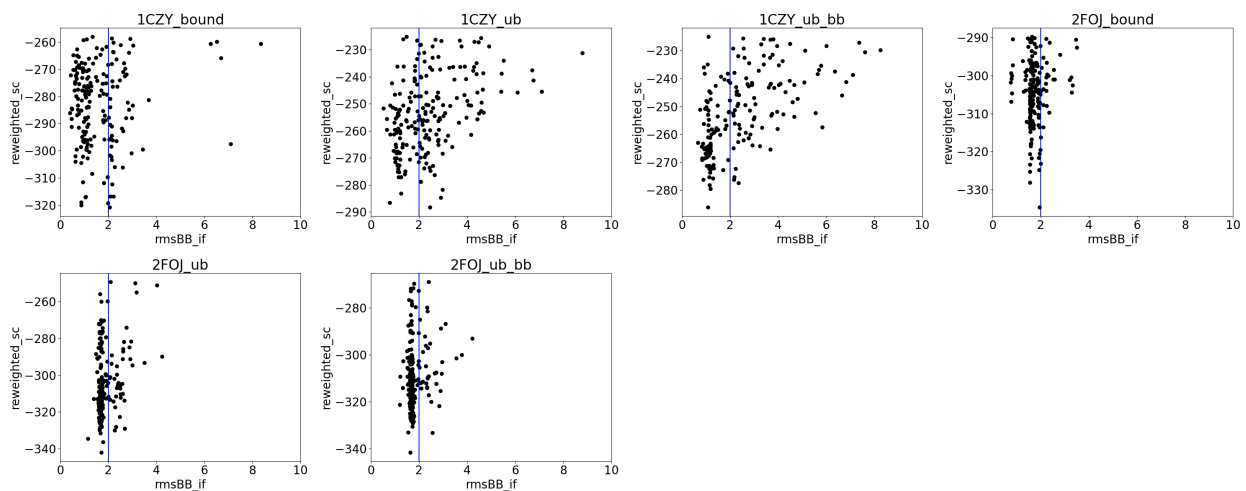 1CZY_bound
1CZY_ub
1CZY_ub_bb
2FOJ_bound
−260
−270
−280
−290
−300
−310
−320
reweighted_sc
0 2 4 6 8 10
rmsBB_if
−230
−240
−250
−260
−270
−280
−290
reweighted_sc
0 2 4 6 8 10
rmsBB_if
−230
−240
−250
−260
−270
−280
reweighted_sc
0 2 4 6 8 10
rmsBB_if
−290
−300
−310
−320
−330
reweighted_sc
0 2 4 6 8 10
rmsBB_if
2FOJ_ub
2FOJ_ub_bb
−260
−280
−300
−320
−340
reweighted_sc
0 2 4 6 8 10
rmsBB_if
−280
−300
−320
−340
reweighted_sc
0 2 4 6 8 10
rmsBB_if